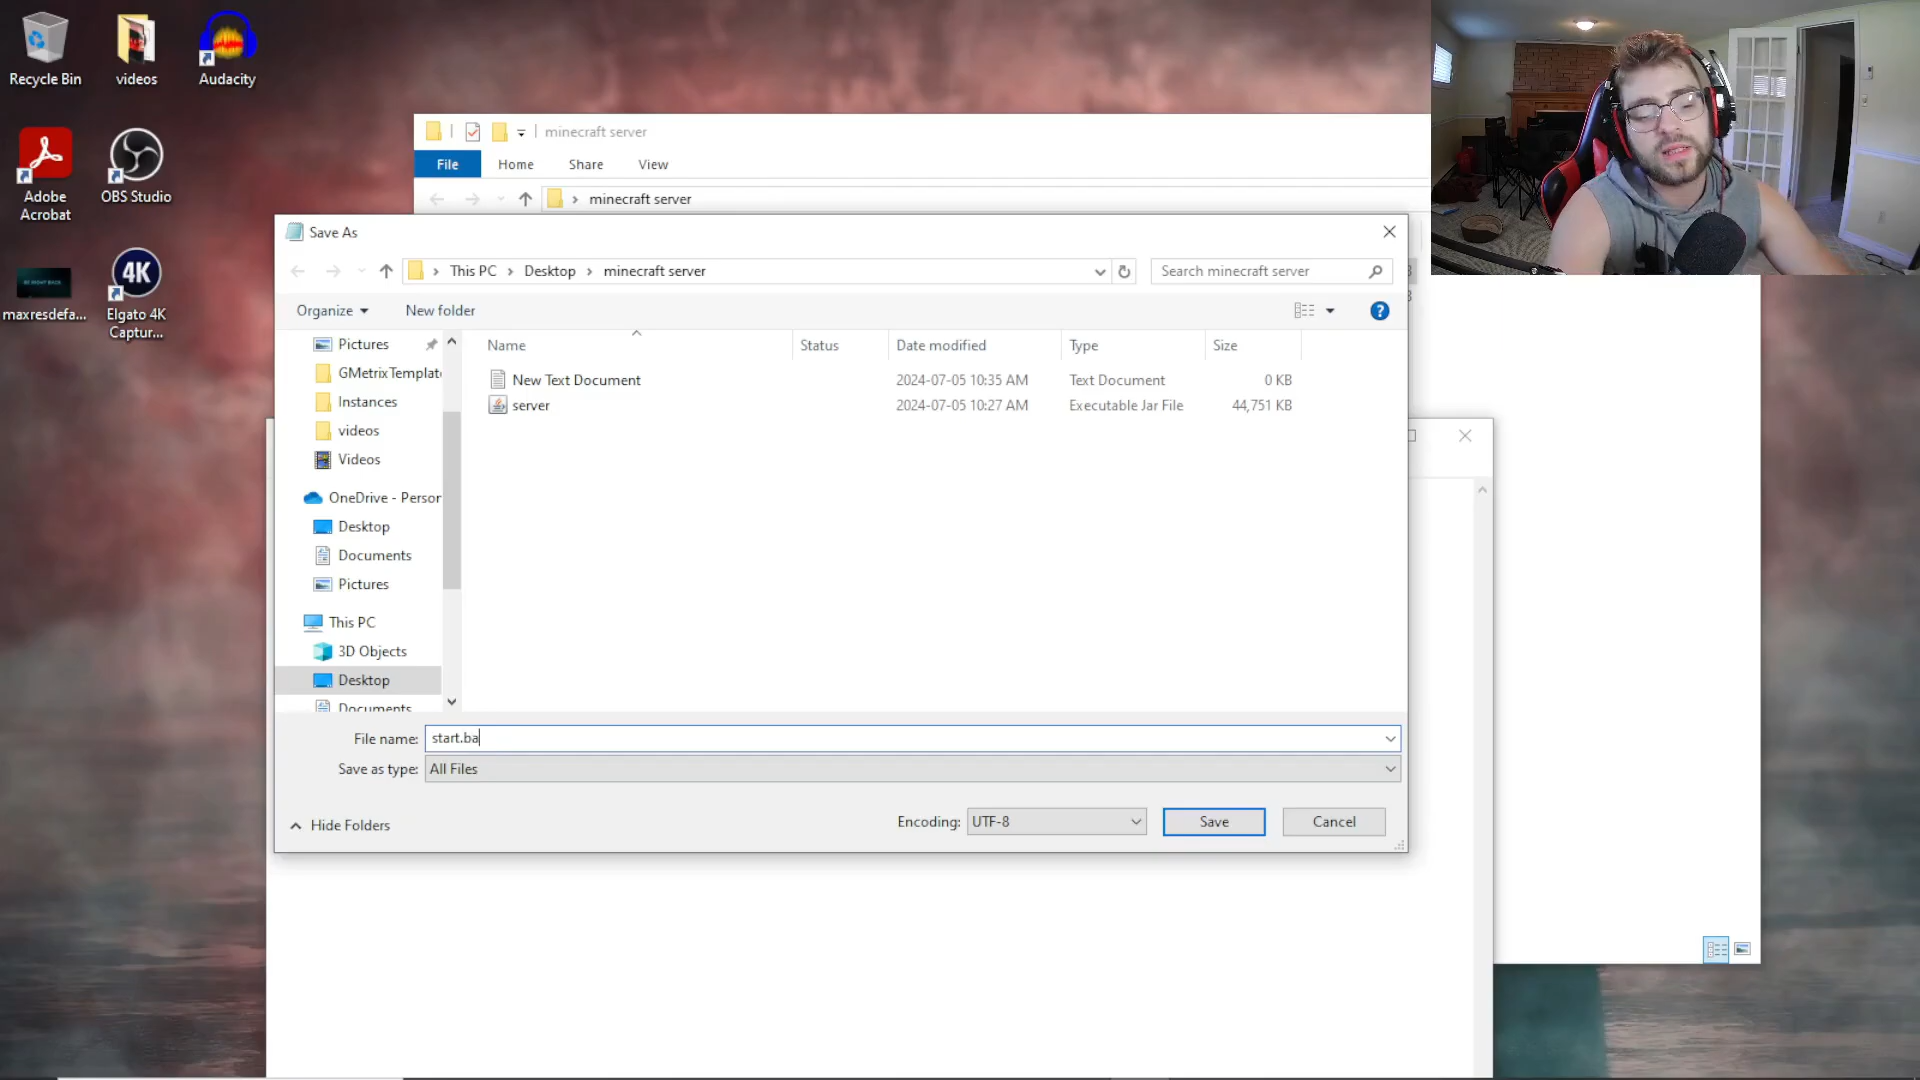 Recycle Bin
videos
Audacity
Adobe
Acrobat
OBS Studio
4K
maxresdefa...
Elgato 4K
Captur...
minecraft server
File
Home
Share
View
minecraft server
Save As
This PC
Desktop
minecraft server
Search minecraft server
Organize
New folder
Name
Status
Date modified
Type
Size
New Text Document
2024-07-05 10:35 AM
Text Document
0 KB
server
2024-07-05 10:27 AM
Executable Jar File
44,751 KB
Pictures
GMetrixTemplat
Instances
videos
Videos
OneDrive - Person
Desktop
Documents
Pictures
This PC
3D Objects
Desktop
Documents
File name:
start.ba
Save as type:
All Files
Hide Folders
Encoding:
UTF-8
Save
Cancel